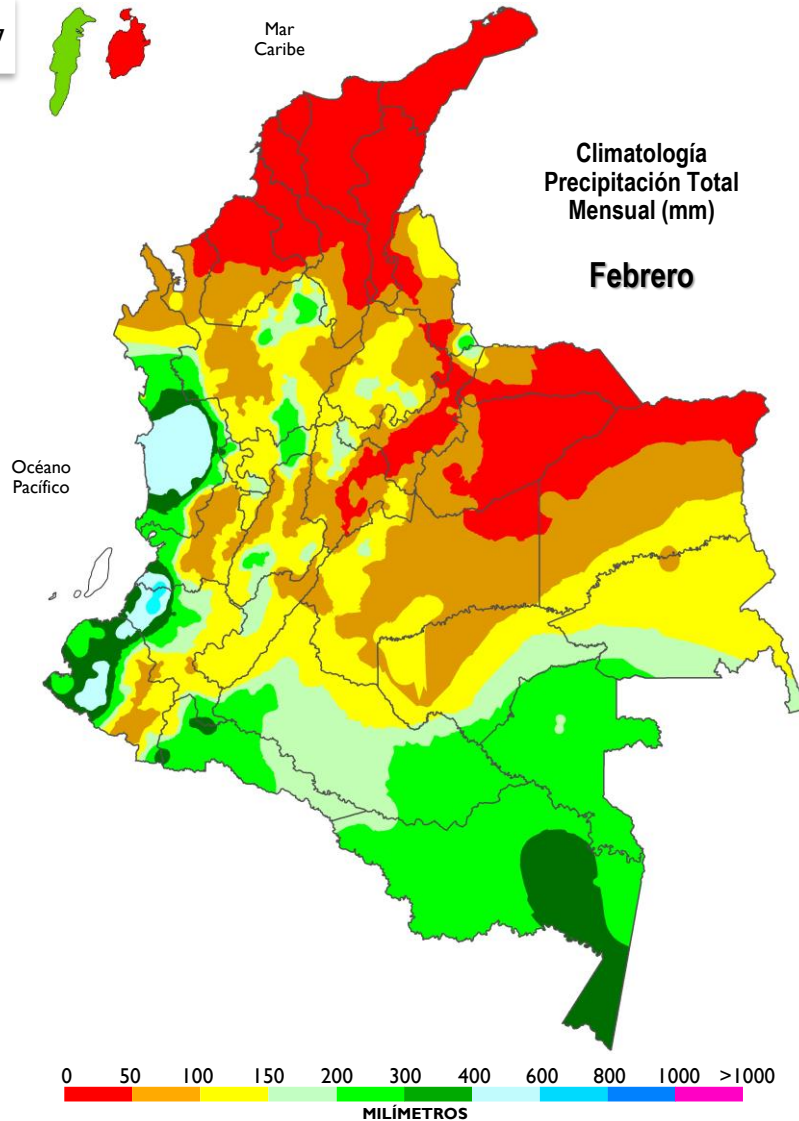 Mar
Caribe
Climatología
Precipitación Total
Mensual (mm)
Febrero
Océano
Pacífico
0 50 100 150 200 300 400 600 800 1000 >1000
MILÍMETROS